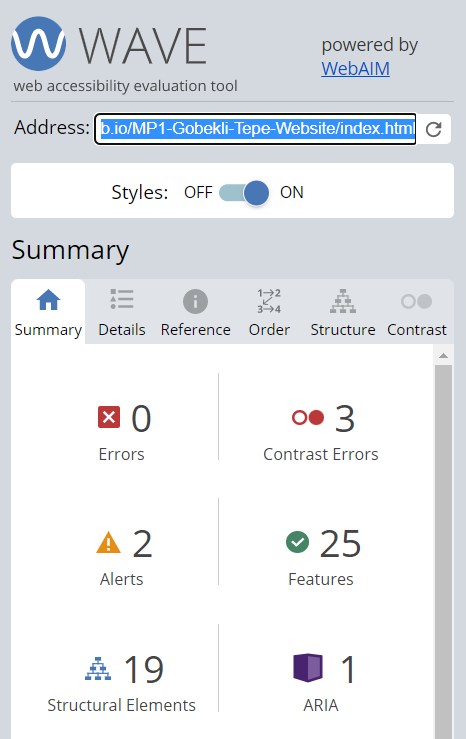 WAVE
powered by
WebAIM
web accessibility evaluation tool
Address: b.io/MP1-Gobekli-Tepe-Website/index.html
Styles: OFF ON
Summary
1 2
3 4
Summary Details Reference Order Structure Contrast
0 3
Errors Contrast Errors
2 25
Alerts Features
19 1
Structural Elements ARIA